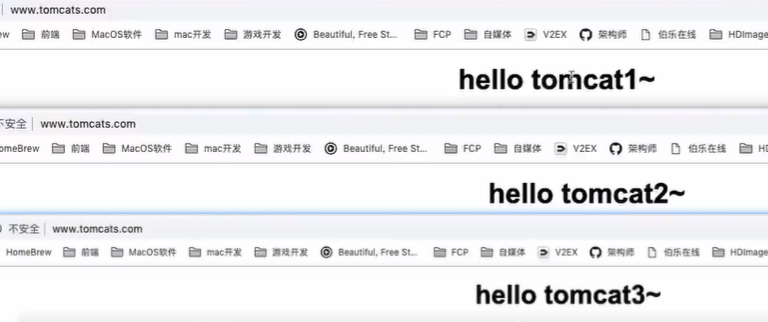 www.tomcats.com
前端 MacOS软件 mac开发 游戏开发 Beautiful, Free St... FCP 自媒体 V2EX 架构师 伯乐在线 HDImage
hello tomcat1~
不安全 www.tomcats.com
omeBrew 前端 MacOS软件 mac开发 游戏开发 Beautiful, Free St... FCP 自媒体 V2EX 架构师 伯乐在线 HD
hello tomcat2~
不安全 www.tomcats.com
HomeBrew 前端 MacOS软件 mac开发 游戏开发 Beautiful, Free St... FCP 自媒体 V2EX 架构师 伯乐在线 HDImag
hello tomcat3~